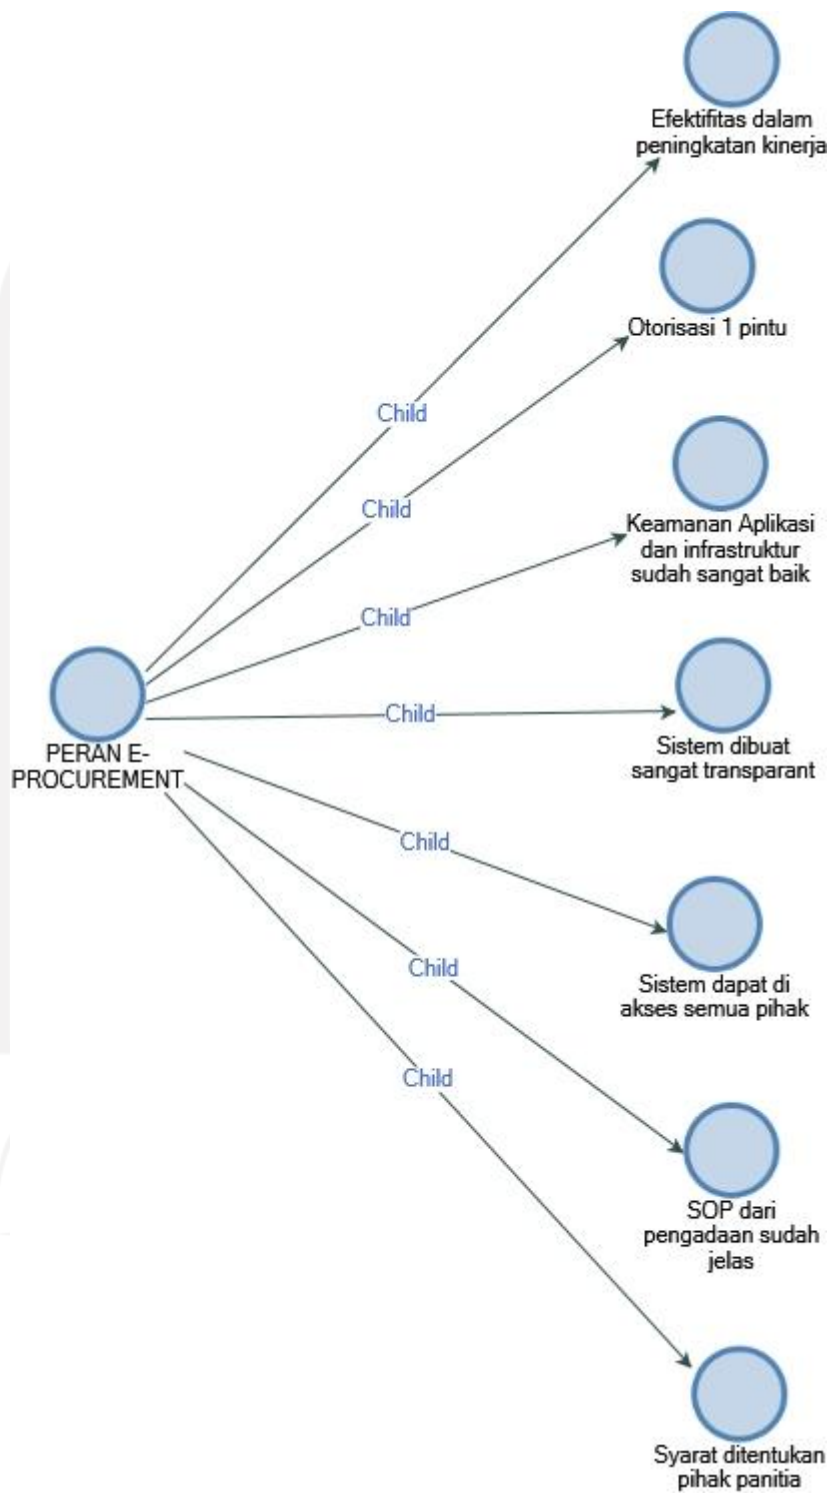 Efektifitas dalam
peningkatan kinerja
Otorisasi 1 pintu
Child
Child
Keamanan Aplikasi
dan infrastruktur
sudah sangat baik
Child
PERAN E-
PROCUREMENT
Child
Sistem dibuat
sangat transparant
Child
Sistem dapat di
akses semua pihak
Child
Child
SOP dari
pengadaan sudah
jelas
Syarat ditentukan
pihak panitia